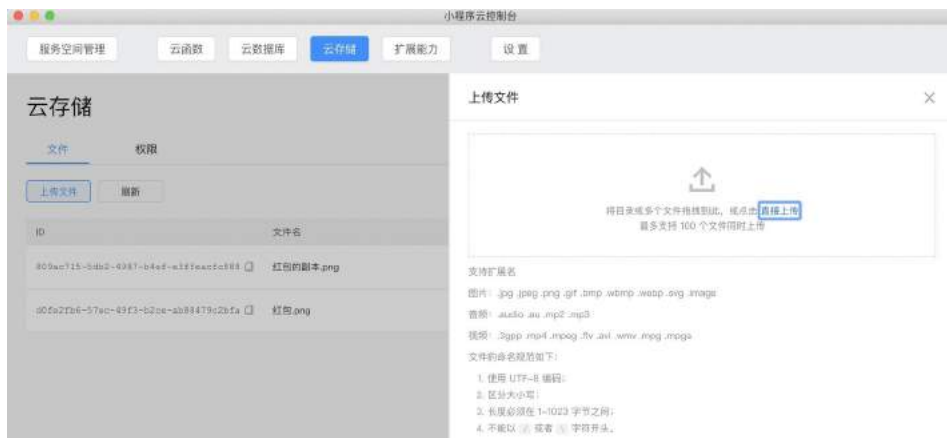 小程序云控制台
服务空间管理 云函数 云数据库 云存储 扩展能力 设置
云存储
文件 权限
上传文件 刷新
ID 文件名
红包的副本.png
红包.png
上传文件
将目录或多个文件拖拽到此，或点击 直接上传
最多支持 100 个文件同时上传
支持扩展名
图片：.jpg .jpeg .png .gif .bmp .wbmp .webp .svg .image
音频：.audio .au .mp2 .mp3
视频：.3gpp .mp4 .mpeg .flv .avi .wmv .mpg .mpga
文件的命名规范如下：
1. 使用 UTF-8 编码；
2. 区分大小写；
3. 长度必须在 1-1023 字节之间；
4. 不能以 / 或者 \ 字符开头。